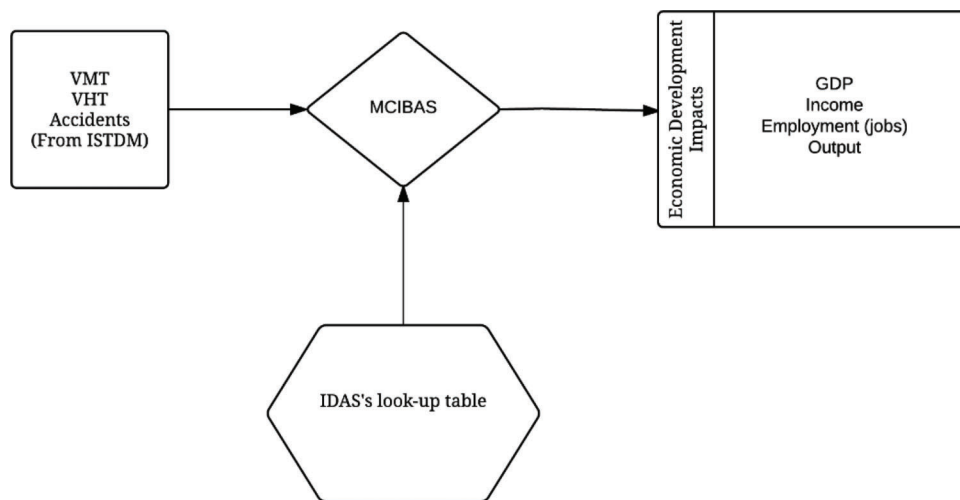 VMT
VHT
Accidents
(From ISTDM)
MCIBAS
Economic Development
Impacts
GDP
Income
Employment (jobs)
Output
IDAS's look-up table